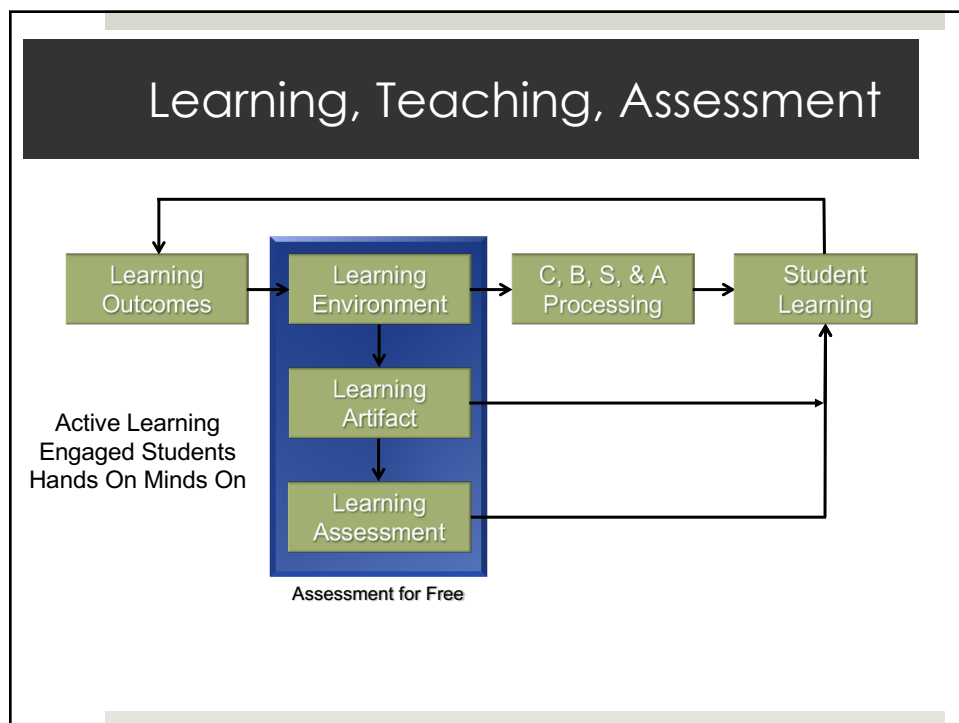 Learning, Teaching, Assessment
Learning
Outcomes
Learning
Environment
C, B, S, & A
Processing
Student
Learning
Learning
Artifact
Active Learning
Engaged Students
Hands On Minds On
Learning
Assessment
Assessment for Free